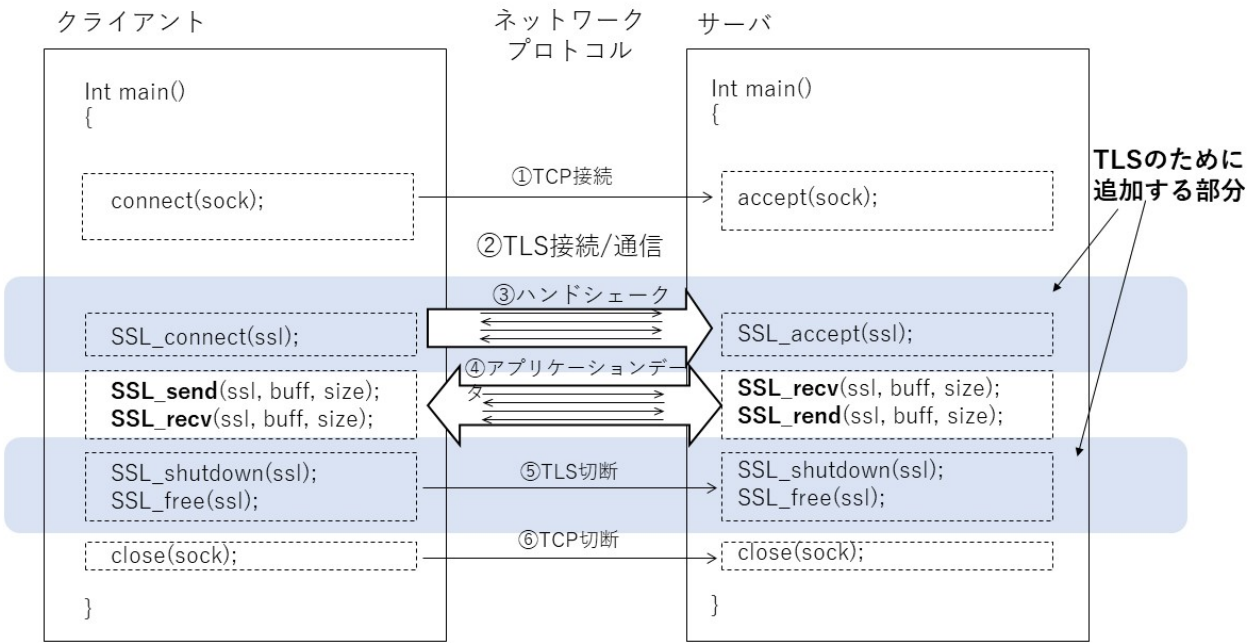 クライアント
ネットワーク
プロトコル
サーバ
Int main()
{
connect(sock);
SSL_connect(ssl);
SSL_send(ssl, buff, size);
SSL_recv(ssl, buff, size);
SSL_shutdown(ssl);
SSL_free(ssl);
close(sock);
}
①TCP接続
②TLS接続/通信
③ハンドシェーク
④アプリケーションデー
タ
⑤TLS切断
⑥TCP切断
Int main()
{
accept(sock);
SSL_accept(ssl);
SSL_recv(ssl, buff, size);
SSL_rend(ssl, buff, size);
SSL_shutdown(ssl);
SSL_free(ssl);
close(sock);
}
TLSのために
追加する部分